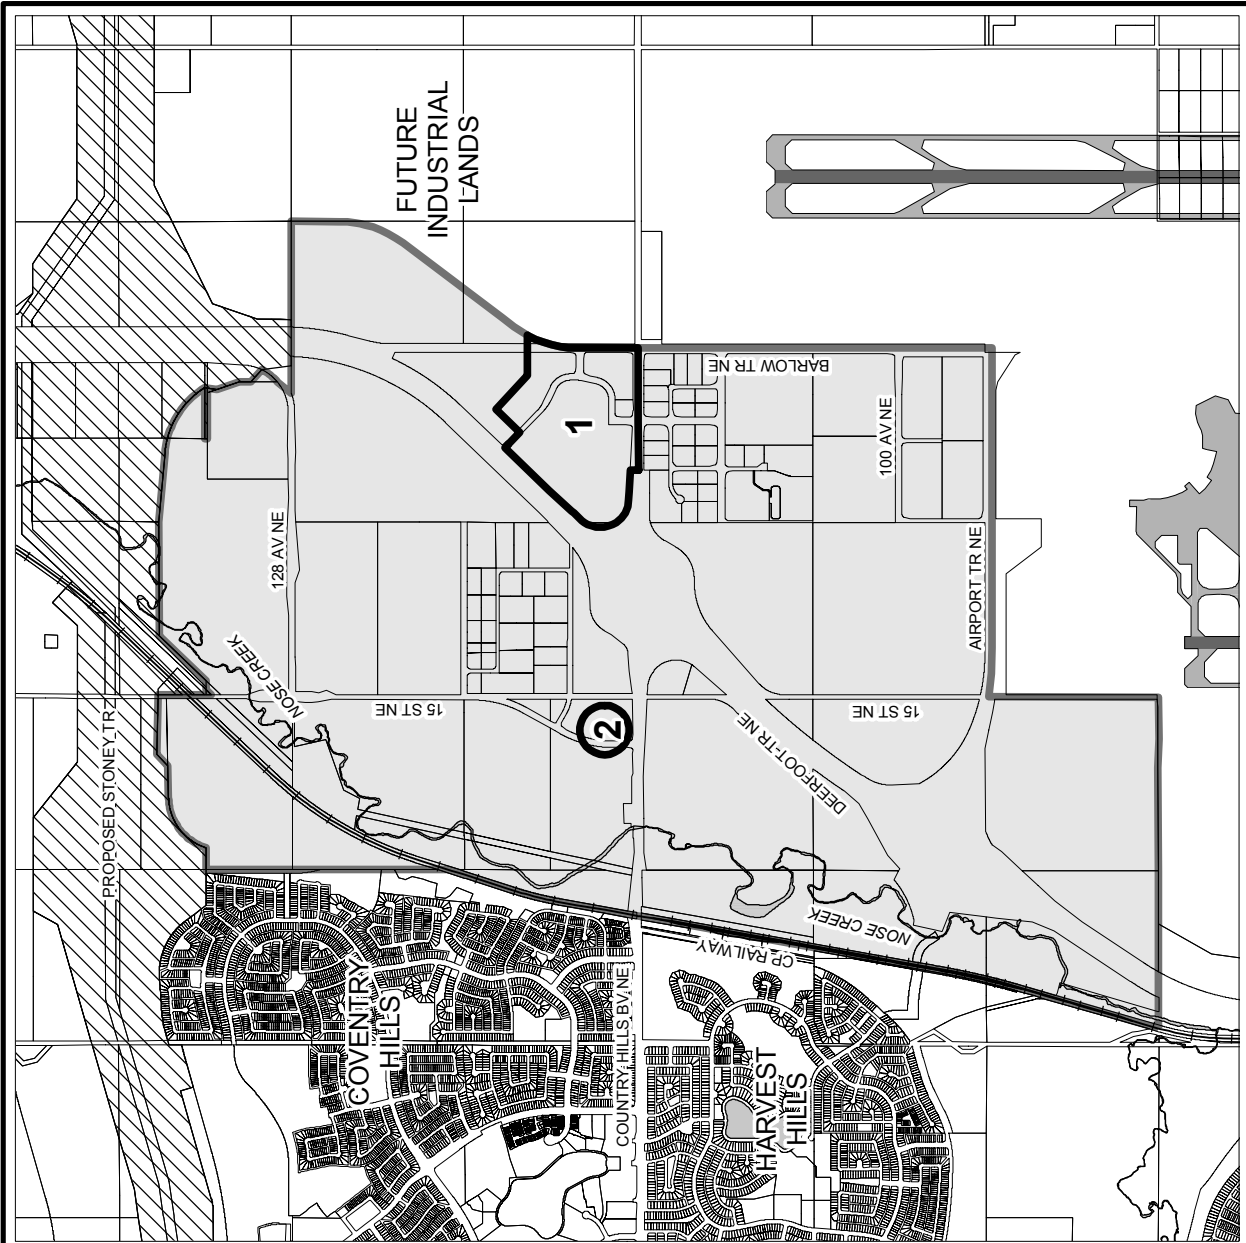 FUTURE
INDUSTRIAL
LANDS
BARLOW TR NE
1
100 AV NE
128 AV NE
AIRPORT TR NE
NOSE CREEK
15 ST NE
2
15 ST NE
DEERFOOT TR NE
PROPOSED STONEY TR
NOSE CREEK
CP RAILWAY
COVENTRY
HILLS
COUNTRY HILLS BV NE
HARVEST
HILLS